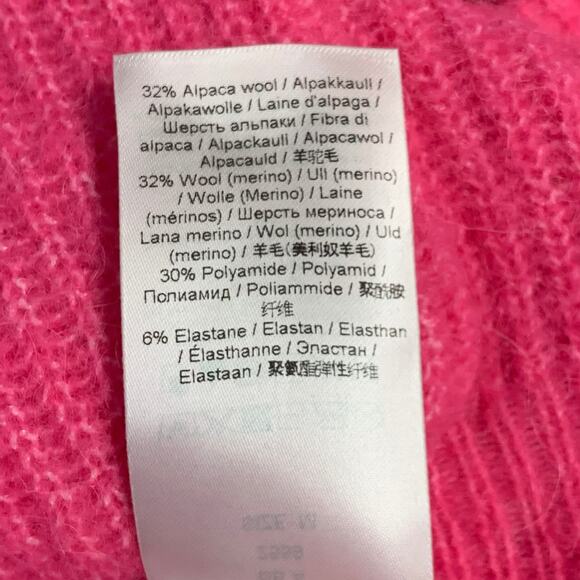 32% Alpaca wool / Alpakkaull /
Alpakawolle / Laine d'alpaga /
Шерсть альпаки / Fibra di
alpaca / Alpackaull / Alpacawol /
Alpacauld / 羊驼毛
32% Wool (merino) / Ull (merino)
/ Wolle (Merino) / Laine
(mérinos) / Шерсть мериноса /
Lana merino / Wol (merino) / Uld
(merino) / 羊毛(美利奴羊毛)
30% Polyamide / Polyamid /
Полиамид / Poliammide / 聚酰胺
纤维
6% Elastane / Elastan / Elasthan
/ Élasthanne / Эластан /
Elastaan / 聚氨酯弹性纤维
SIZE M